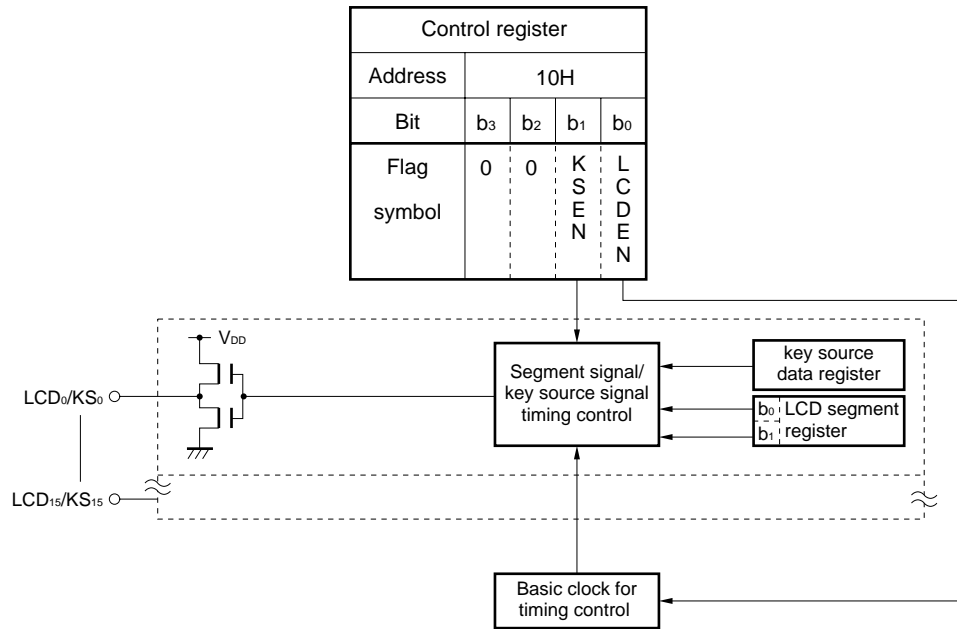 Control register
Address 10H
Bit b3 b2 b1 b0
Flag symbol 0 0 KSEN LCDEN
VDD
Segment signal/
key source signal
timing control
key source
data register
b0 LCD segment
b1 register
LCD0/KS0
LCD15/KS15
Basic clock for
timing control